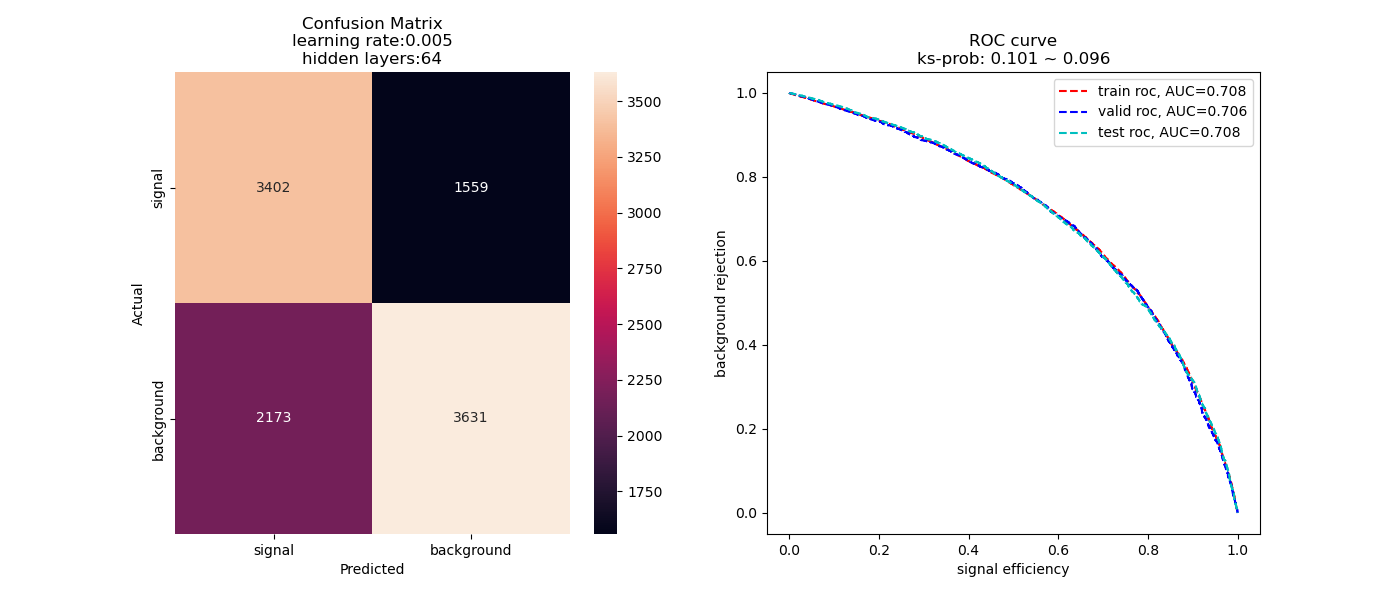 Confusion Matrix
learning rate:0.005
hidden layers:64
signal
background
Actual
3402
1559
2173
3631
signal
background
Predicted
3500
3250
3000
2750
2500
2250
2000
1750
ROC curve
ks-prob: 0.101 ~ 0.096
train roc, AUC=0.708
valid roc, AUC=0.706
test roc, AUC=0.708
background rejection
1.0
0.8
0.6
0.4
0.2
0.0
0.0
0.2
0.4
0.6
0.8
1.0
signal efficiency